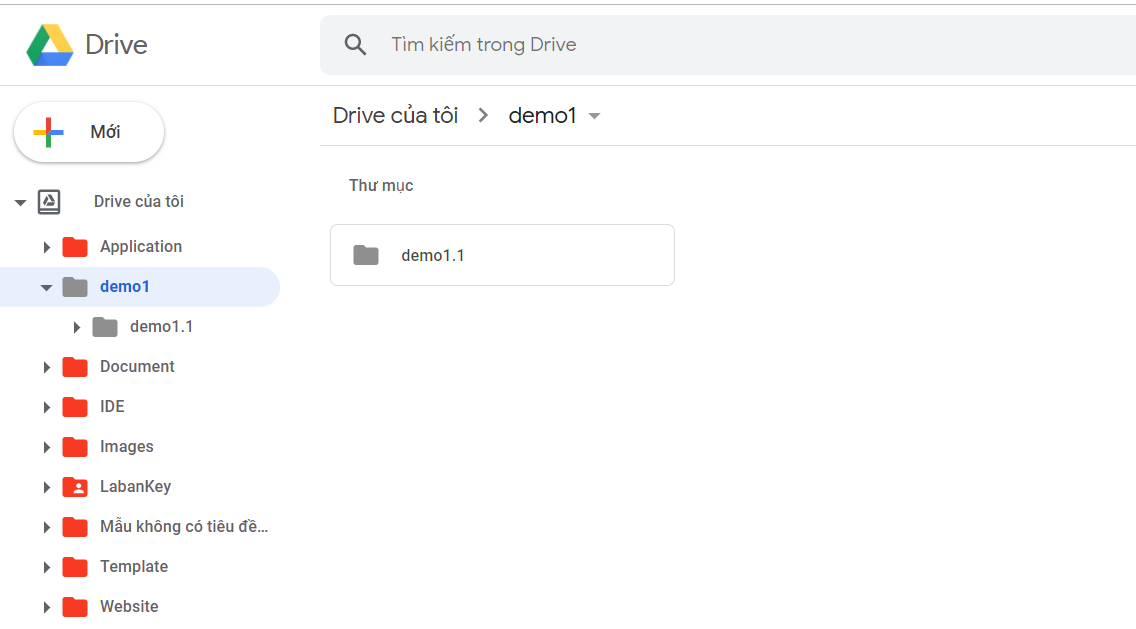 Drive
Tìm kiếm trong Drive
Mới
Drive của tôi
demo1
Drive của tôi
Application
demo1
demo1.1
Document
IDE
Images
LabanKey
Mẫu không có tiêu đề...
Template
Website
Thư mục
demo1.1